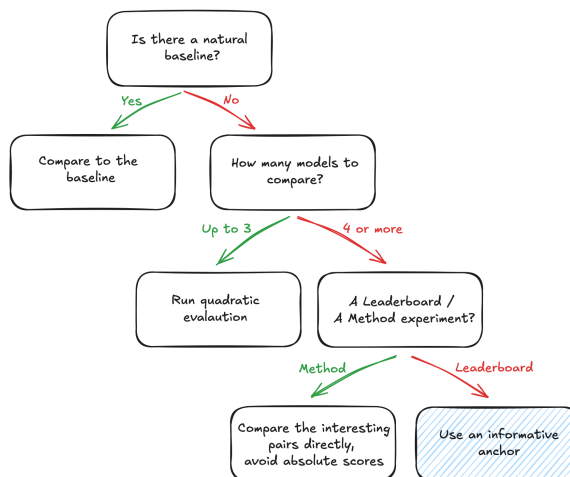 Is there a natural
baseline?
Yes
No
Compare to the
baseline
How many models to
compare?
Up to 3
4 or more
Run quadratic
evalaution
A Leaderboard /
A Method experiment?
Method
Leaderboard
Compare the interesting
pairs directly,
avoid absolute scores
Use an informative
anchor